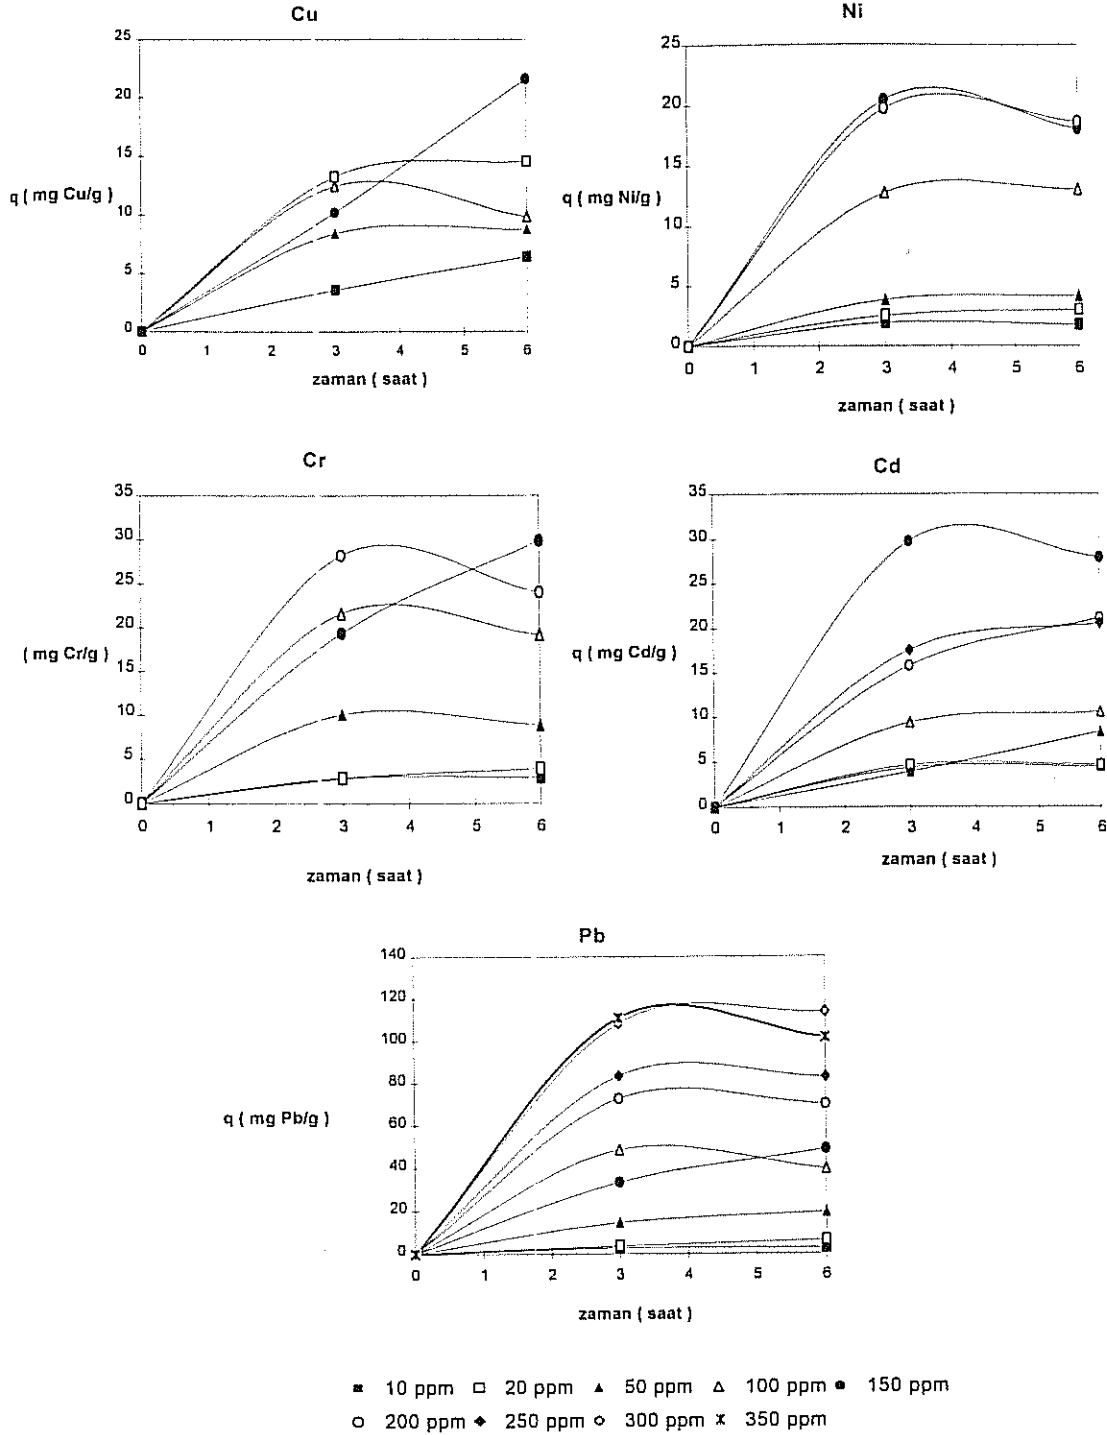 Cu
25
20
15
10
5
0
q ( mg Cu/g )
0 1 2 3 4 5 6
zaman ( saat )
Ni
25
20
15
10
5
0
q ( mg Ni/g )
0 1 2 3 4 5 6
zaman ( saat )
Cr
35
30
25
20
15
10
5
0
( mg Cr/g )
0 1 2 3 4 5 6
zaman ( saat )
Cd
35
30
25
20
15
10
5
0
q ( mg Cd/g )
0 1 2 3 4 5 6
zaman ( saat )
Pb
140
120
100
80
60
40
20
0
q ( mg Pb/g )
0 1 2 3 4 5 6
zaman ( saat )
10 ppm 20 ppm 50 ppm 100 ppm 150 ppm
200 ppm 250 ppm 300 ppm 350 ppm